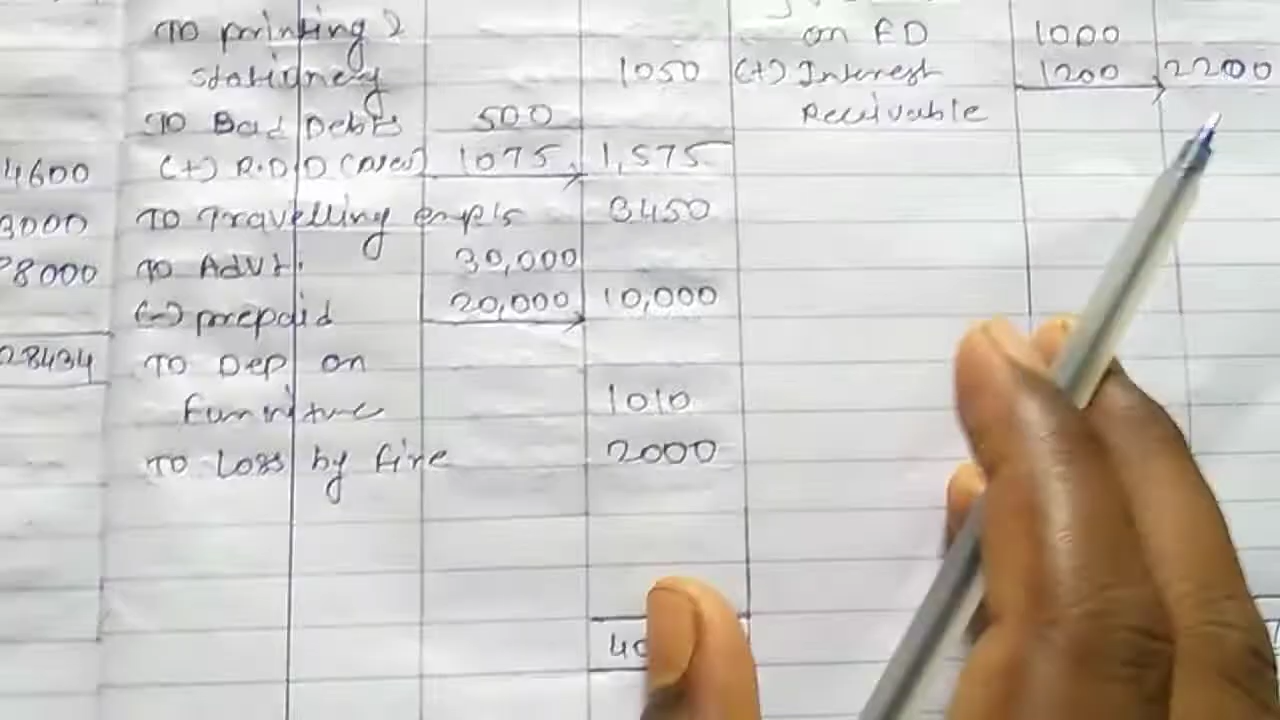 To printing &
Stationery 1050
To Bad Debts 500
(+) R.D.D (New) 1075 1,575
To Travelling exp's 3450
To Advt. 30,000
(-) prepaid 20,000 10,000
To Dep on
Furniture 1010
To Loss by fire 2000
on FD 1000
(+) Interest 1200 2200
Receivable
4600
3000
28434